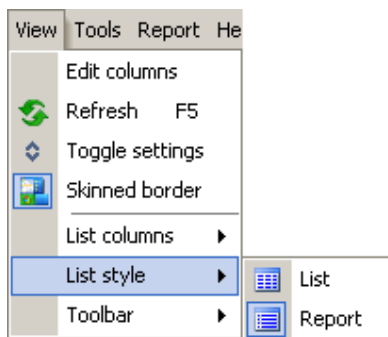 View Tools Report He
Edit columns
Refresh F5
Toggle settings
Skinned border
List columns
List style
List
Toolbar
Report